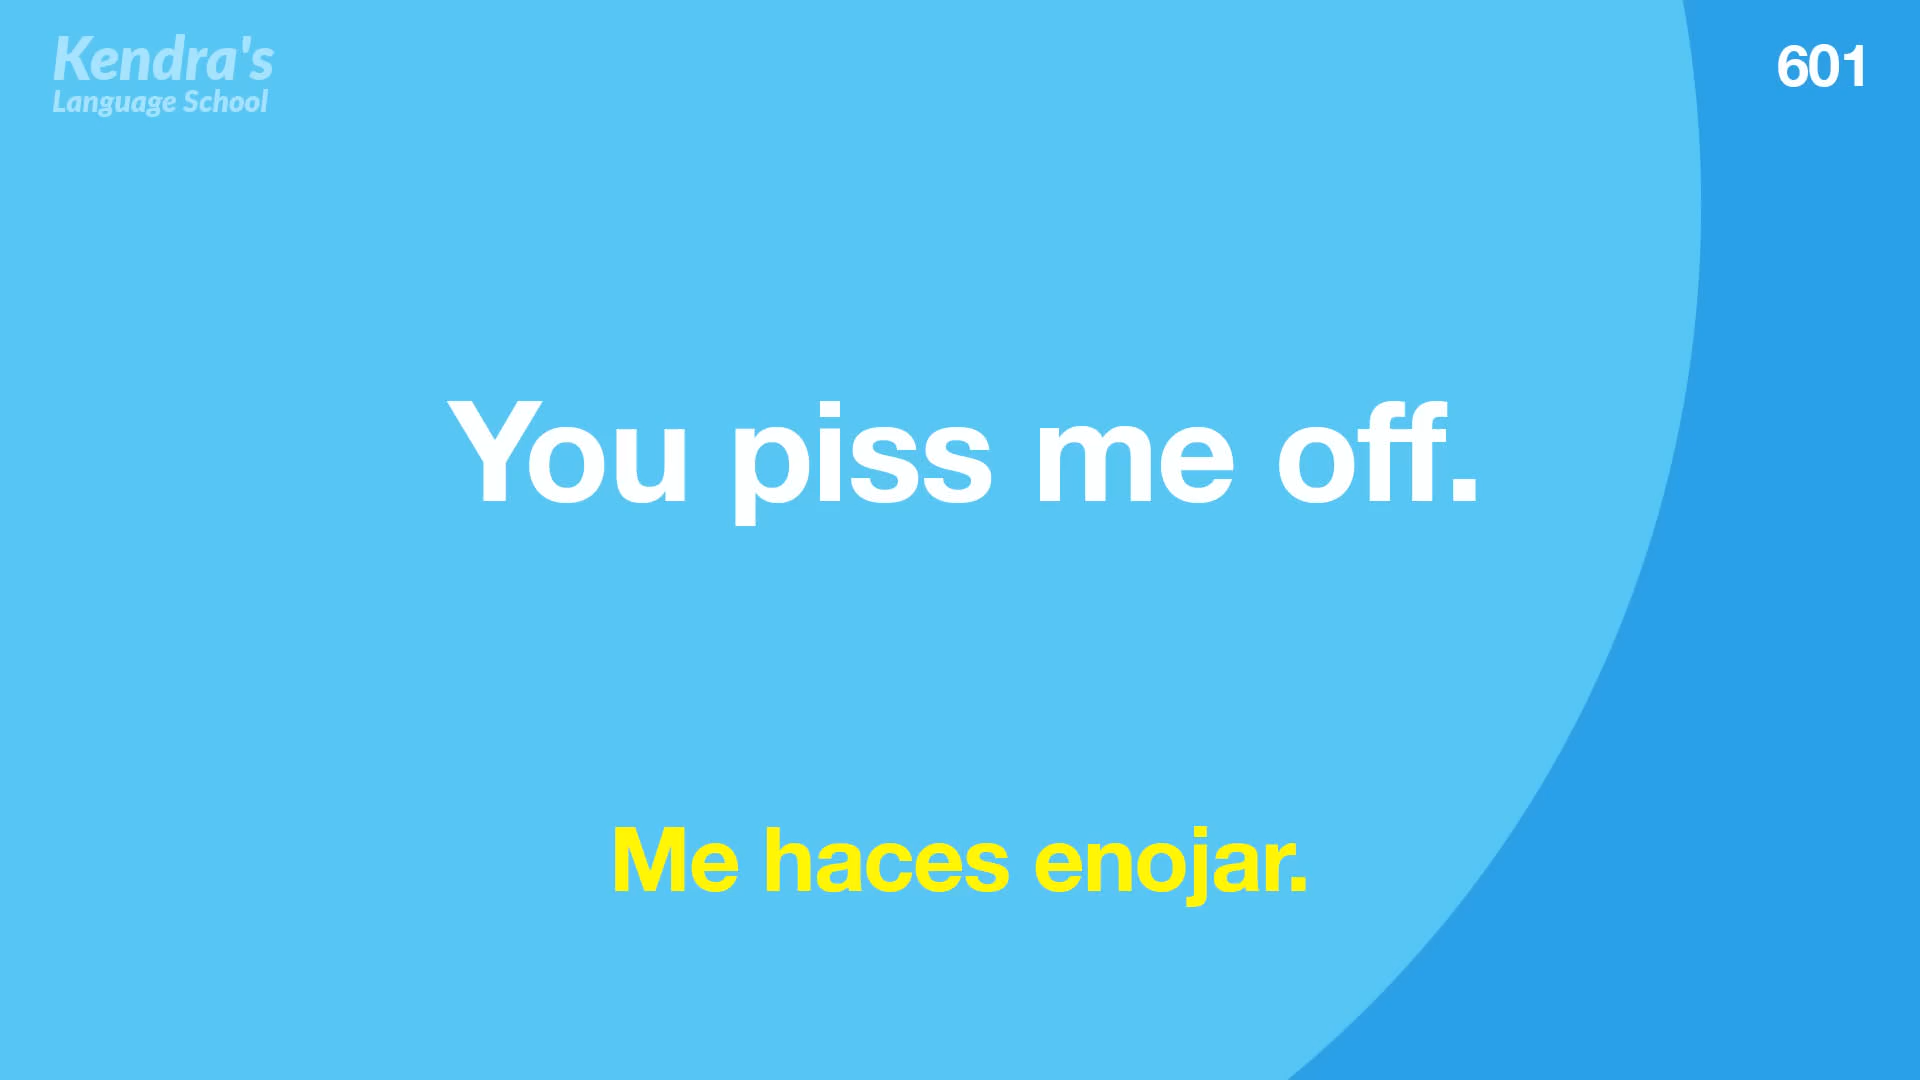 Kendra's
Language School
601
You piss me off.
Me haces enojar.